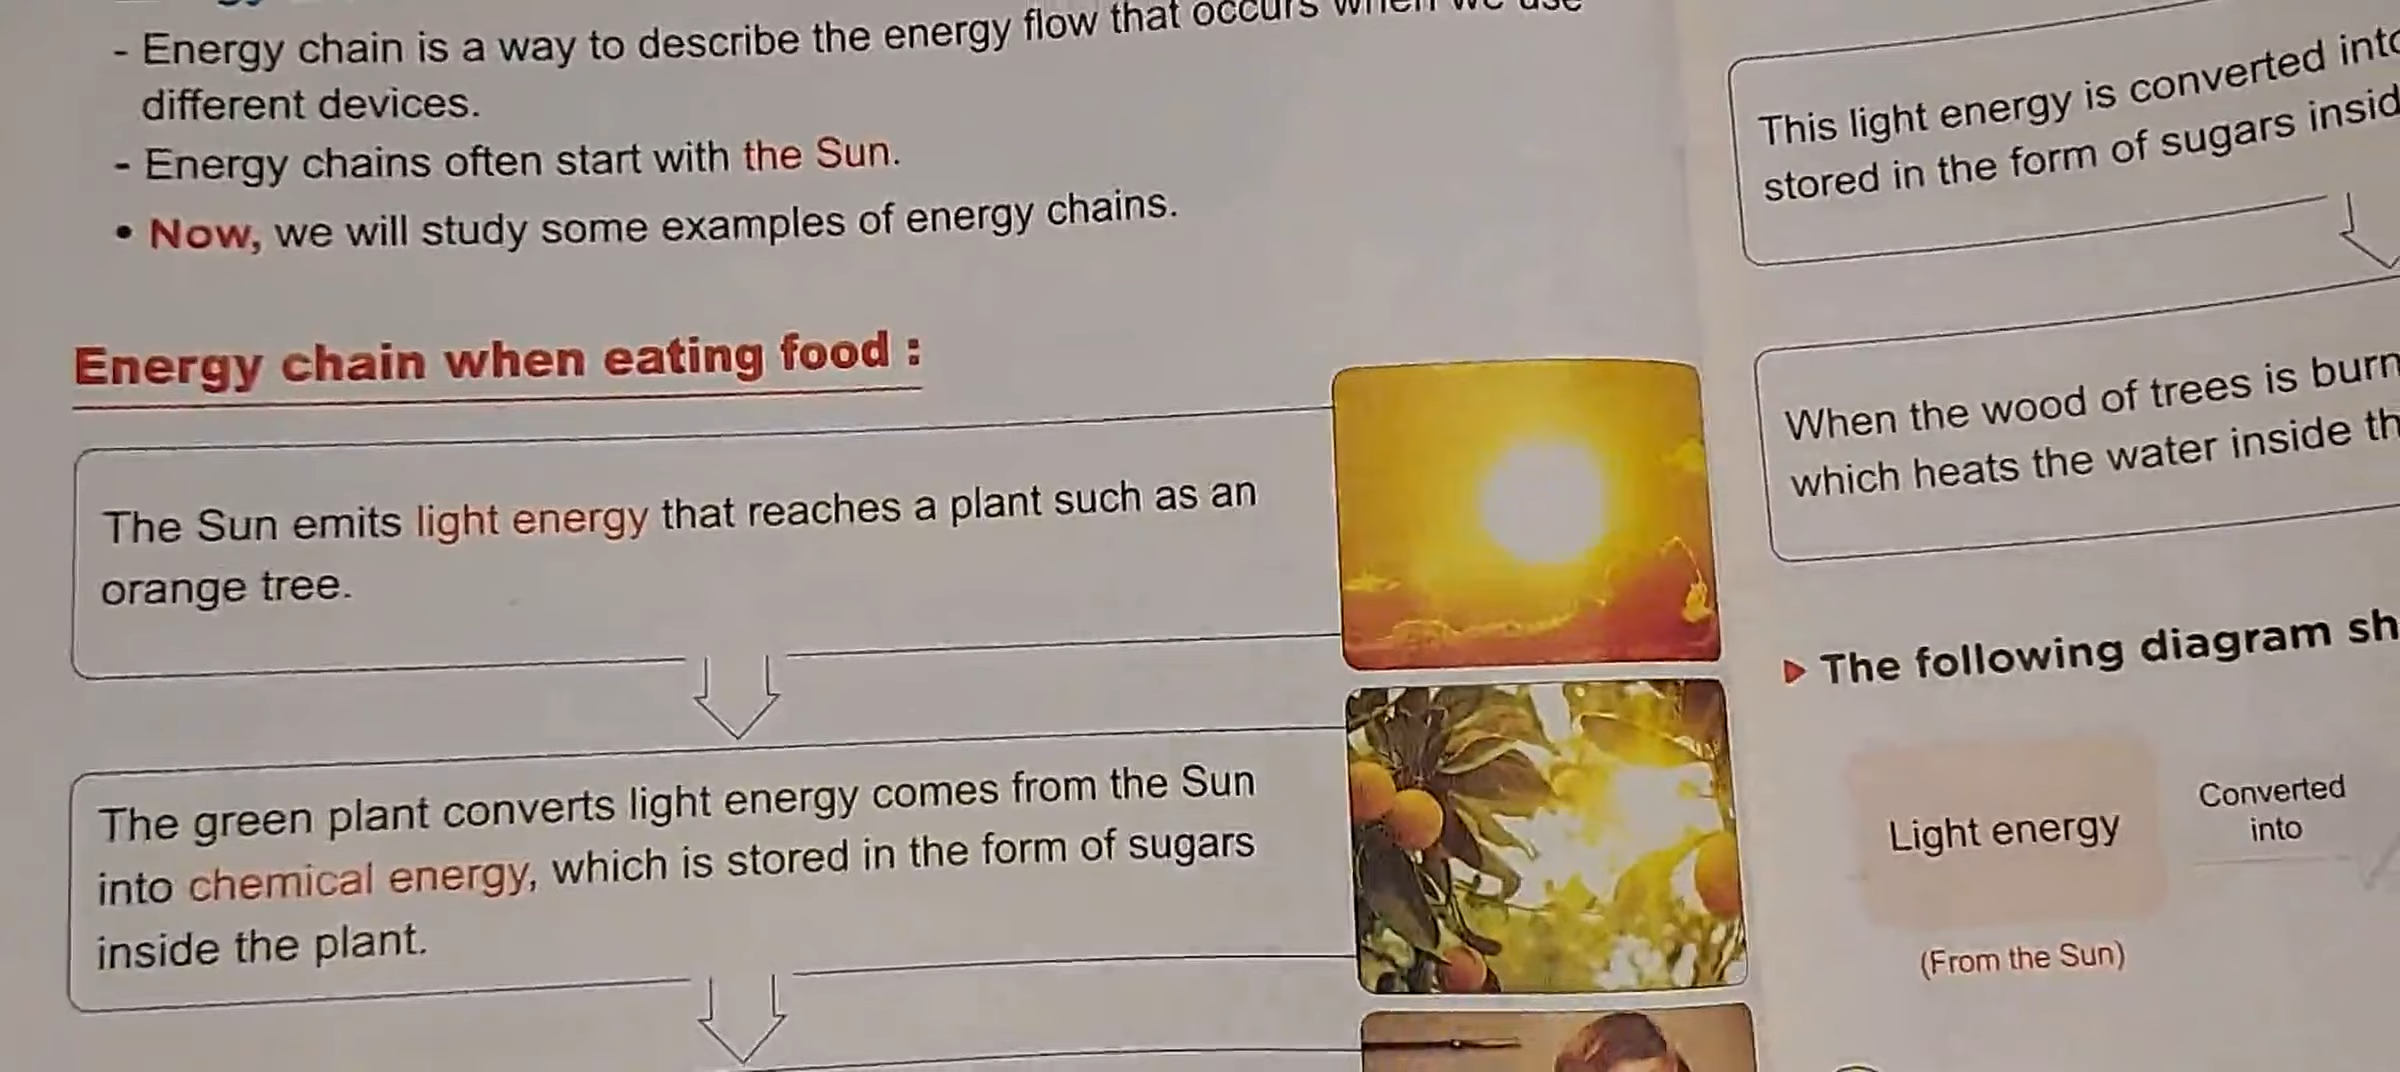 - Energy chain is a way to describe the energy flow that occurs when we use
different devices.
- Energy chains often start with the Sun.
• Now, we will study some examples of energy chains.
Energy chain when eating food :
The Sun emits light energy that reaches a plant such as an
orange tree.
The green plant converts light energy comes from the Sun
into chemical energy, which is stored in the form of sugars
inside the plant.
This light energy is converted into
stored in the form of sugars
When the wood of trees is
which heats the water inside
The following diagram
Light energy
Converted
into
(From the Sun)